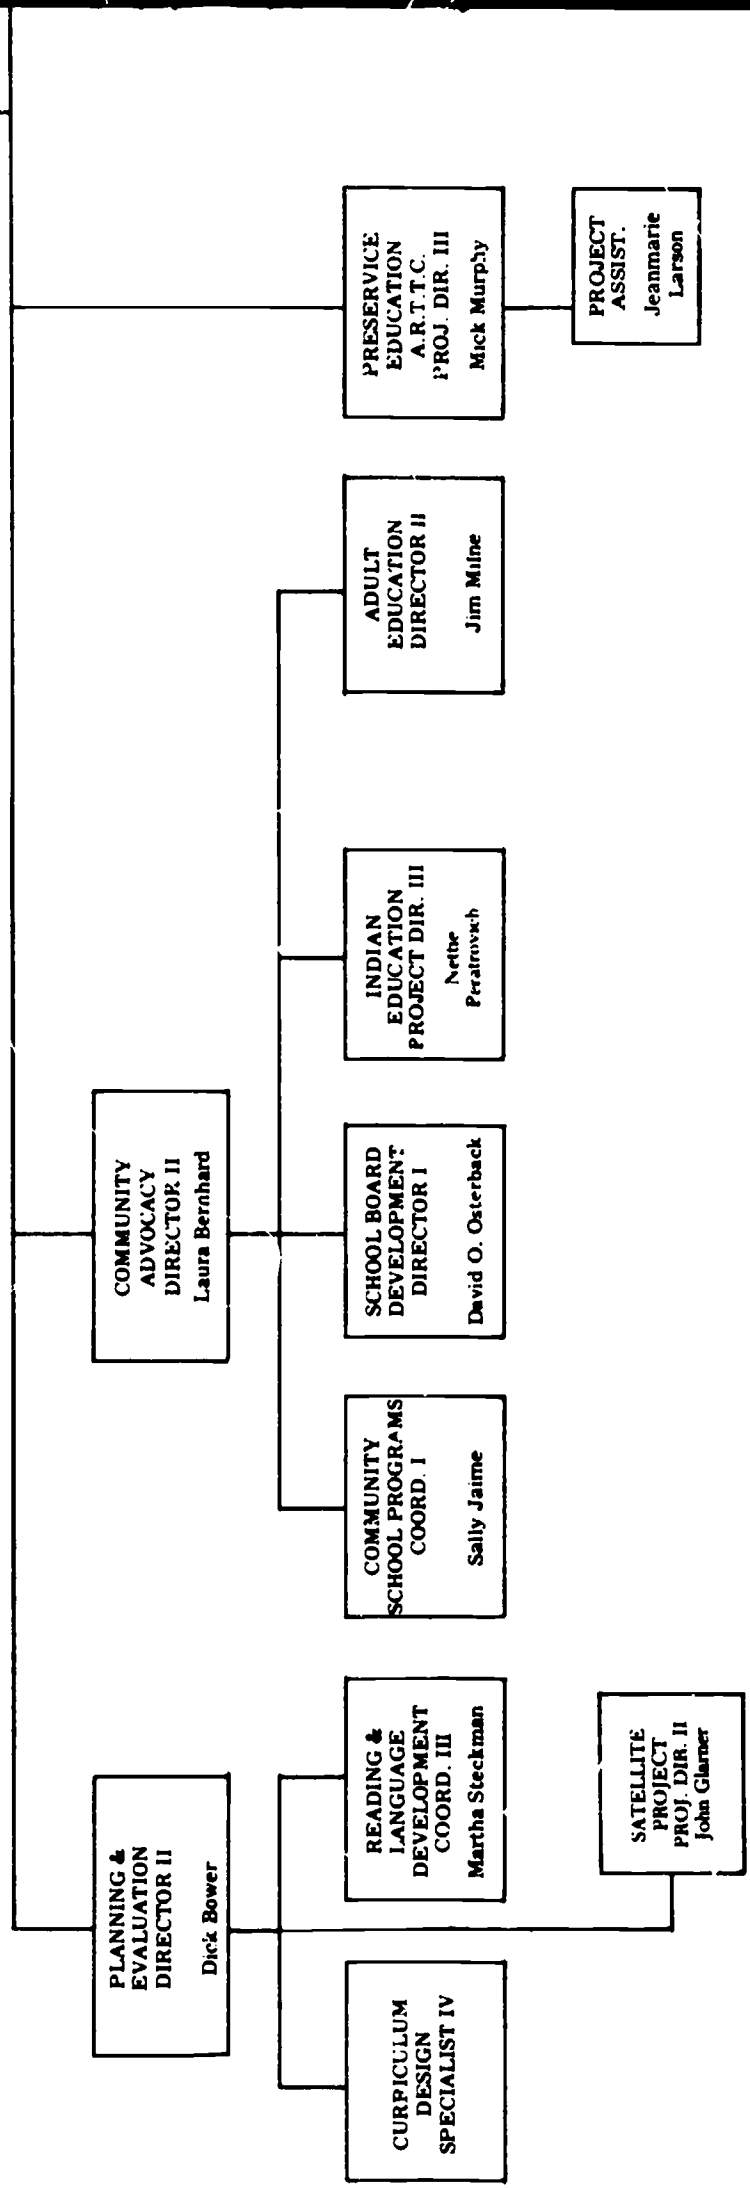 PLANNING &
EVALUATION
DIRECTOR II
Dick Bower
COMMUNITY
ADVOCACY
DIRECTOR II
Laura Bernhard
CURPICULUM
DESIGN
SPECIALIST IV
READING &
LANGUAGE
DEVELOPMENT
COORD. III
Martha Steckman
COMMUNITY
SCHOOL PROGRAMS
COORD. I
Sally Jaime
SCHOOL BOARD
DEVELOPMENT
DIRECTOR I
David O. Osterback
INDIAN
EDUCATION
PROJECT DIR. III
Peratrovich
ADULT
EDUCATION
DIRECTOR II
Jim Milne
PRESERVICE
EDUCATION
A.R.T.T.C.
PROJ. DIR. III
Mick Murphy
SATELLITE
PROJECT
PROJ. DIR. II
John Glamer
PROJECT
ASSIST.
Jeanmarie
Larson